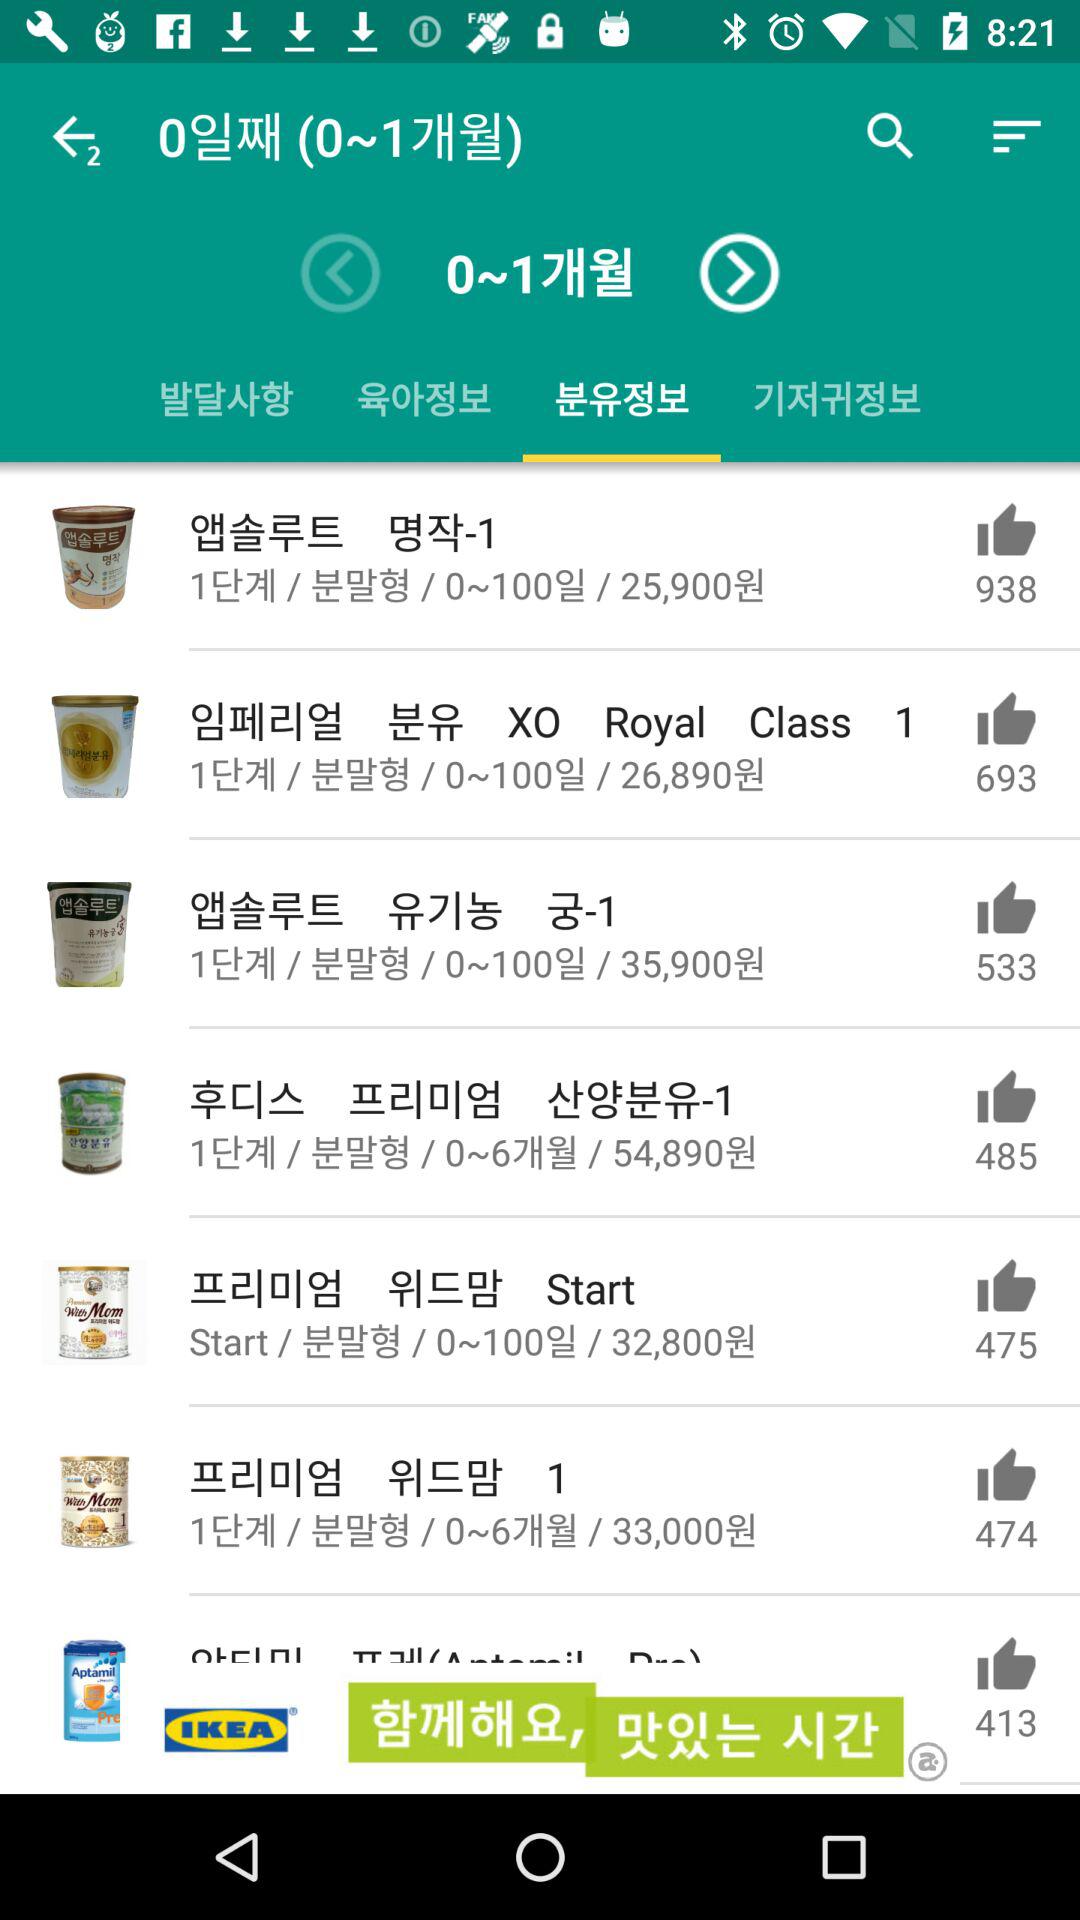 FAKE
8:21
2
0일째 (0~1개월)
0~1개월
발달사항 육아정보 분유정보 기저귀정보
앱솔루트 명작-1
1단계 / 분말형 / 0~100일 / 25,900원
938
임페리얼 분유 XO Royal Class 1
1단계 / 분말형 / 0~100일 / 26,890원
693
앱솔루트 유기농 궁-1
1단계 / 분말형 / 0~100일 / 35,900원
533
후디스 프리미엄 산양분유-1
1단계 / 분말형 / 0~6개월 / 54,890원
485
프리미엄 위드맘 Start
Start / 분말형 / 0~100일 / 32,800원
475
프리미엄 위드맘 1
1단계 / 분말형 / 0~6개월 / 33,000원
474
Aptamil
Pre
413
IKEA
함께해요, 맛있는 시간